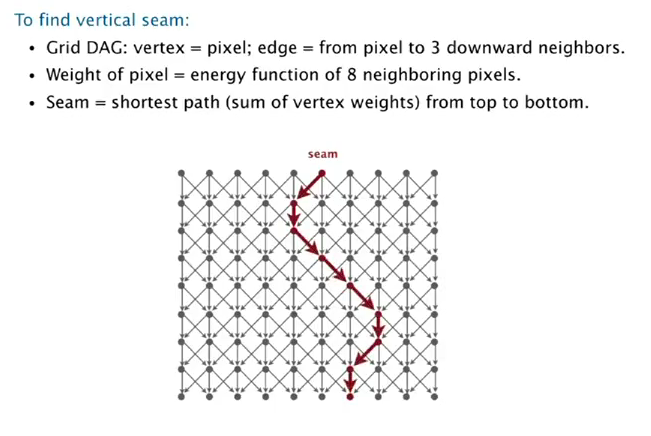 To find vertical seam:
• Grid DAG: vertex = pixel; edge = from pixel to 3 downward neighbors.
• Weight of pixel = energy function of 8 neighboring pixels.
• Seam = shortest path (sum of vertex weights) from top to bottom.
seam